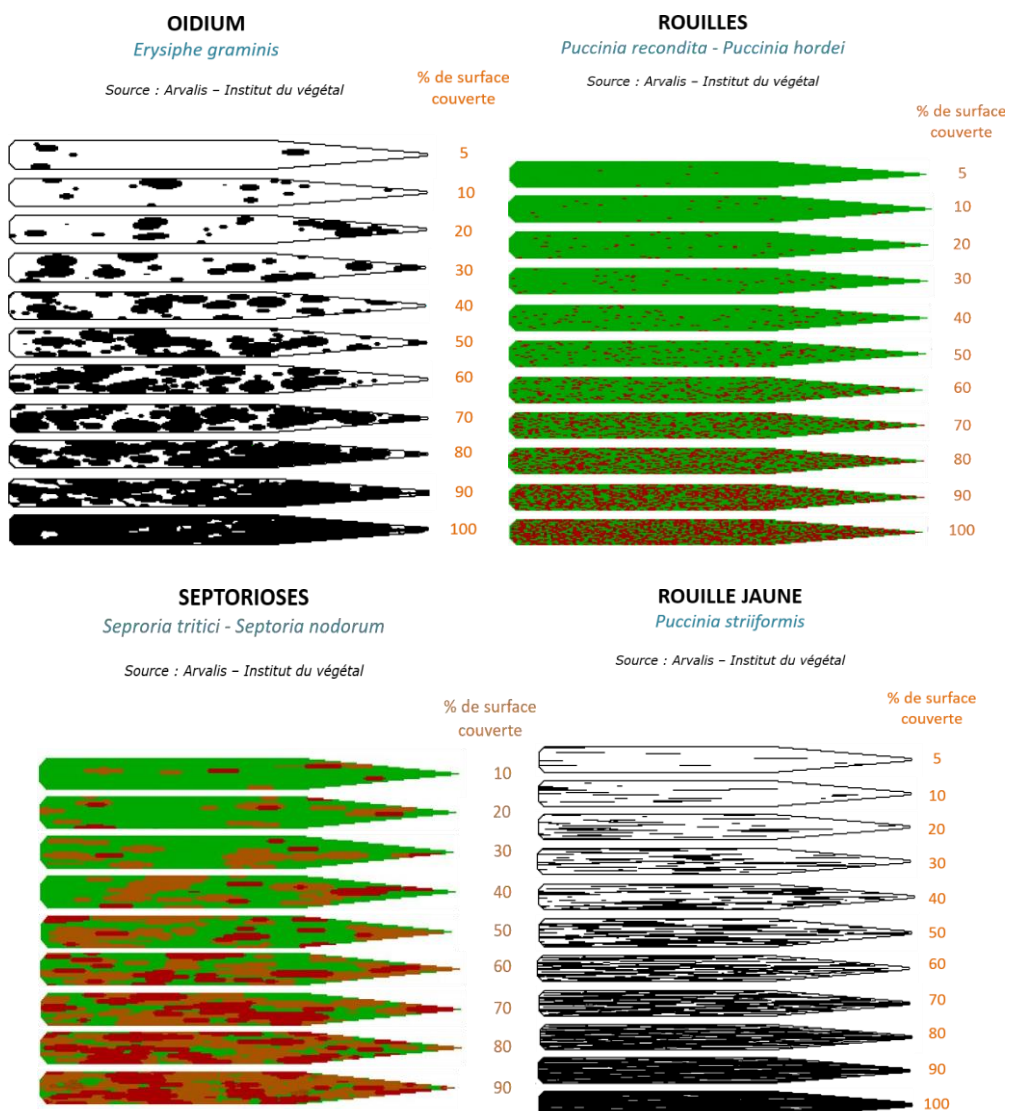 OIDIUM
Erysiphe graminis
Source : Arvalis – Institut du végétal
% de surface
couverte
5
10
20
30
40
50
60
70
80
90
100
ROUILLES
Puccinia recondita - Puccinia hordei
Source : Arvalis – Institut du végétal
% de surface
couverte
5
10
20
30
40
50
60
70
80
90
100
SEPTORIOSES
Seproria tritici - Septoria nodorum
Source : Arvalis – Institut du végétal
% de surface
couverte
10
20
30
40
50
60
70
80
90
ROUILLE JAUNE
Puccinia striiformis
Source : Arvalis – Institut du végétal
% de surface
couverte
5
10
20
30
40
50
60
70
80
90
100